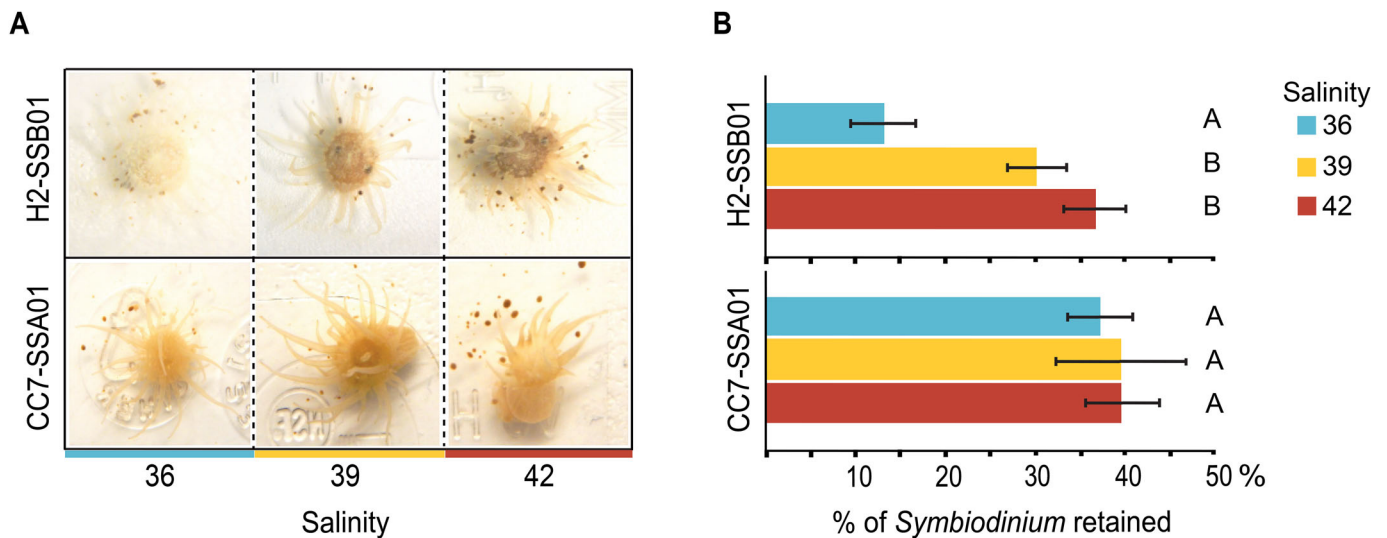 A
H2-SSB01
CC7-SSA01
36
39
42
Salinity
B
H2-SSB01
A
B
B
CC7-SSA01
A
A
A
10 20 30 40 50 %
% of Symbiodinium retained
Salinity
36
39
42